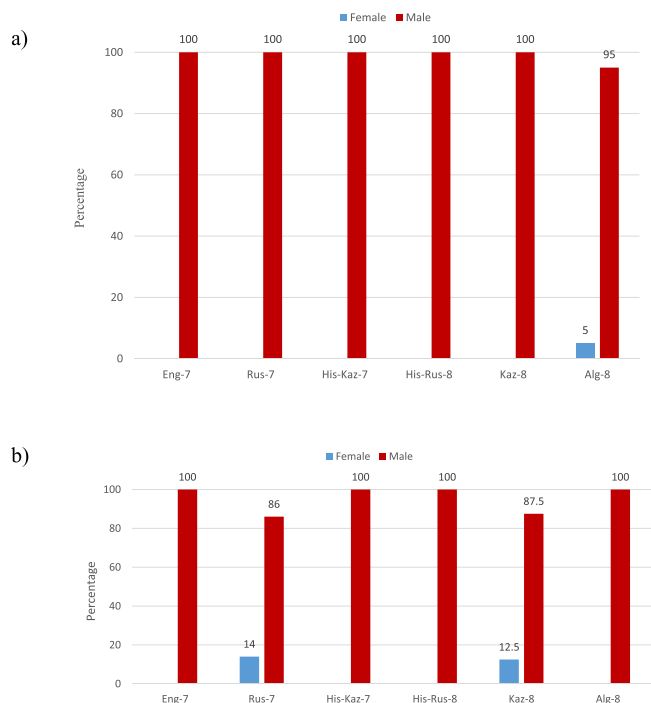 a)
Female Male
100 100 100 100 100 95
100
80
60
40
20
0
Percentage
5
Eng-7 Rus-7 His-Kaz-7 His-Rus-8 Kaz-8 Alg-8
b)
Female Male
100 86 100 100 87.5 100
100
80
60
40
20
0
Percentage
14 12.5
Eng-7 Rus-7 His-Kaz-7 His-Rus-8 Kaz-8 Alg-8